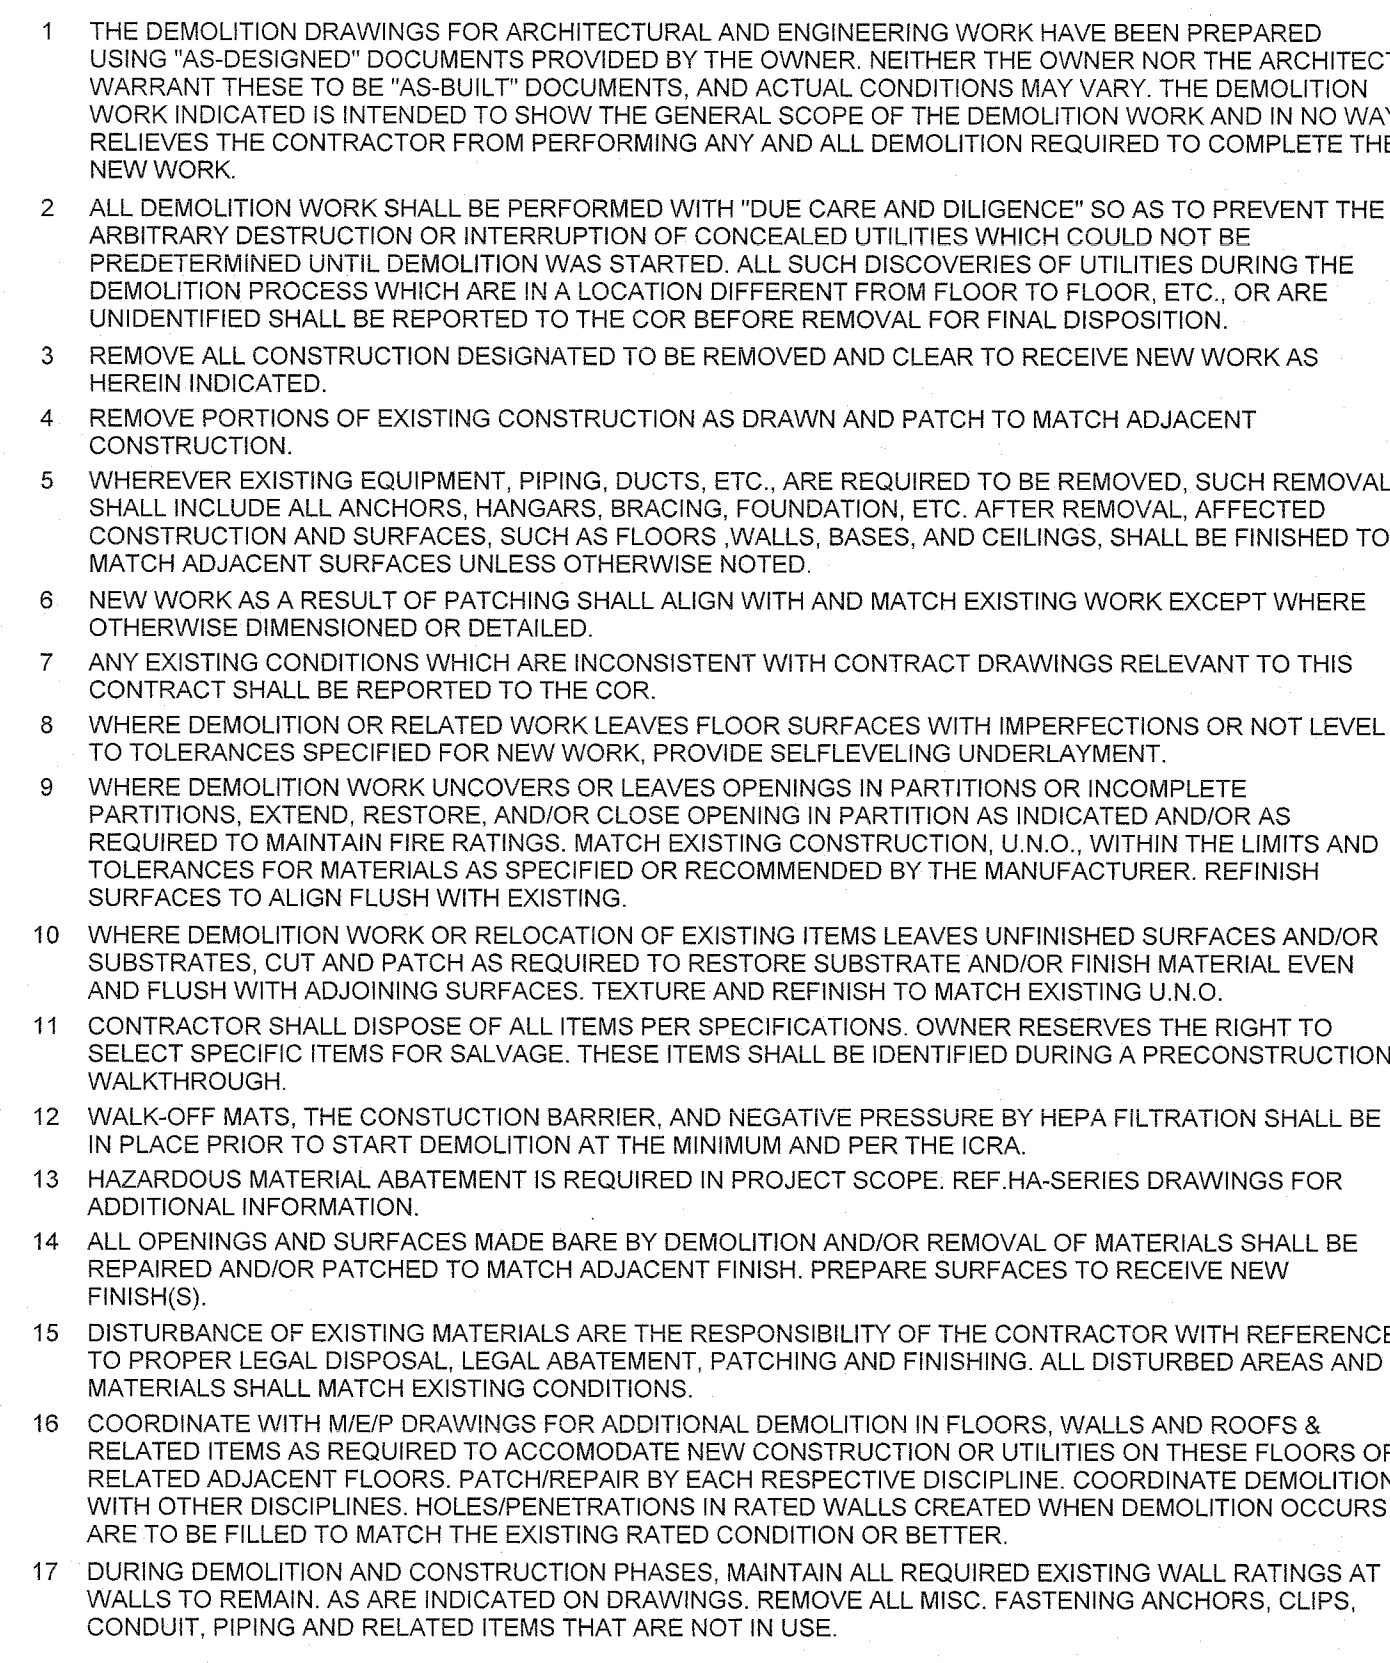 1 THE DEMOLITION DRAWINGS FOR ARCHITECTURAL AND ENGINEERING WORK HAVE BEEN PREPARED
USING "AS-DESIGNED" DOCUMENTS PROVIDED BY THE OWNER. NEITHER THE OWNER NOR THE ARCHITECT
WARRANT THESE TO BE "AS-BUILT" DOCUMENTS, AND ACTUAL CONDITIONS MAY VARY. THE DEMOLITION
WORK INDICATED IS INTENDED TO SHOW THE GENERAL SCOPE OF THE DEMOLITION WORK AND IN NO WAY
RELIEVES THE CONTRACTOR FROM PERFORMING ANY AND ALL DEMOLITION REQUIRED TO COMPLETE THE
NEW WORK.
2 ALL DEMOLITION WORK SHALL BE PERFORMED WITH "DUE CARE AND DILIGENCE" SO AS TO PREVENT THE
ARBITRARY DESTRUCTION OR INTERRUPTION OF CONCEALED UTILITIES WHICH COULD NOT BE
PREDETERMINED UNTIL DEMOLITION WAS STARTED. ALL SUCH DISCOVERIES OF UTILITIES DURING THE
DEMOLITION PROCESS WHICH ARE IN A LOCATION DIFFERENT FROM FLOOR TO FLOOR, ETC., OR ARE
UNIDENTIFIED SHALL BE REPORTED TO THE COR BEFORE REMOVAL FOR FINAL DISPOSITION.
3 REMOVE ALL CONSTRUCTION DESIGNATED TO BE REMOVED AND CLEAR TO RECEIVE NEW WORK AS
HEREIN INDICATED.
4 REMOVE PORTIONS OF EXISTING CONSTRUCTION AS DRAWN AND PATCH TO MATCH ADJACENT
CONSTRUCTION.
5 WHEREVER EXISTING EQUIPMENT, PIPING, DUCTS, ETC., ARE REQUIRED TO BE REMOVED, SUCH REMOVAL
SHALL INCLUDE ALL ANCHORS, HANGARS, BRACING, FOUNDATION, ETC. AFTER REMOVAL, AFFECTED
CONSTRUCTION AND SURFACES, SUCH AS FLOORS ,WALLS, BASES, AND CEILINGS, SHALL BE FINISHED TO
MATCH ADJACENT SURFACES UNLESS OTHERWISE NOTED.
6 NEW WORK AS A RESULT OF PATCHING SHALL ALIGN WITH AND MATCH EXISTING WORK EXCEPT WHERE
OTHERWISE DIMENSIONED OR DETAILED.
7 ANY EXISTING CONDITIONS WHICH ARE INCONSISTENT WITH CONTRACT DRAWINGS RELEVANT TO THIS
CONTRACT SHALL BE REPORTED TO THE COR.
8 WHERE DEMOLITION OR RELATED WORK LEAVES FLOOR SURFACES WITH IMPERFECTIONS OR NOT LEVEL
TO TOLERANCES SPECIFIED FOR NEW WORK, PROVIDE SELFLEVELING UNDERLAYMENT.
9 WHERE DEMOLITION WORK UNCOVERS OR LEAVES OPENINGS IN PARTITIONS OR INCOMPLETE
PARTITIONS, EXTEND, RESTORE, AND/OR CLOSE OPENING IN PARTITION AS INDICATED AND/OR AS
REQUIRED TO MAINTAIN FIRE RATINGS. MATCH EXISTING CONSTRUCTION, U.N.O., WITHIN THE LIMITS AND
TOLERANCES FOR MATERIALS AS SPECIFIED OR RECOMMENDED BY THE MANUFACTURER. REFINISH
SURFACES TO ALIGN FLUSH WITH EXISTING.
10 WHERE DEMOLITION WORK OR RELOCATION OF EXISTING ITEMS LEAVES UNFINISHED SURFACES AND/OR
SUBSTRATES, CUT AND PATCH AS REQUIRED TO RESTORE SUBSTRATE AND/OR FINISH MATERIAL EVEN
AND FLUSH WITH ADJOINING SURFACES. TEXTURE AND REFINISH TO MATCH EXISTING U.N.O.
11 CONTRACTOR SHALL DISPOSE OF ALL ITEMS PER SPECIFICATIONS. OWNER RESERVES THE RIGHT TO
SELECT SPECIFIC ITEMS FOR SALVAGE. THESE ITEMS SHALL BE IDENTIFIED DURING A PRECONSTRUCTION
WALKTHROUGH.
12 WALK-OFF MATS, THE CONSTUCTION BARRIER, AND NEGATIVE PRESSURE BY HEPA FILTRATION SHALL BE
IN PLACE PRIOR TO START DEMOLITION AT THE MINIMUM AND PER THE ICRA.
13 HAZARDOUS MATERIAL ABATEMENT IS REQUIRED IN PROJECT SCOPE. REF.HA-SERIES DRAWINGS FOR
ADDITIONAL INFORMATION.
14 ALL OPENINGS AND SURFACES MADE BARE BY DEMOLITION AND/OR REMOVAL OF MATERIALS SHALL BE
REPAIRED AND/OR PATCHED TO MATCH ADJACENT FINISH. PREPARE SURFACES TO RECEIVE NEW
FINISH(S).
15 DISTURBANCE OF EXISTING MATERIALS ARE THE RESPONSIBILITY OF THE CONTRACTOR WITH REFERENCE
TO PROPER LEGAL DISPOSAL, LEGAL ABATEMENT, PATCHING AND FINISHING. ALL DISTURBED AREAS AND
MATERIALS SHALL MATCH EXISTING CONDITIONS.
16 COORDINATE WITH M/E/P DRAWINGS FOR ADDITIONAL DEMOLITION IN FLOORS, WALLS AND ROOFS &
RELATED ITEMS AS REQUIRED TO ACCOMODATE NEW CONSTRUCTION OR UTILITIES ON THESE FLOORS OR
RELATED ADJACENT FLOORS. PATCH/REPAIR BY EACH RESPECTIVE DISCIPLINE. COORDINATE DEMOLITION
WITH OTHER DISCIPLINES. HOLES/PENETRATIONS IN RATED WALLS CREATED WHEN DEMOLITION OCCURS
ARE TO BE FILLED TO MATCH THE EXISTING RATED CONDITION OR BETTER.
17 DURING DEMOLITION AND CONSTRUCTION PHASES, MAINTAIN ALL REQUIRED EXISTING WALL RATINGS AT
WALLS TO REMAIN. AS ARE INDICATED ON DRAWINGS. REMOVE ALL MISC. FASTENING ANCHORS, CLIPS,
CONDUIT, PIPING AND RELATED ITEMS THAT ARE NOT IN USE.